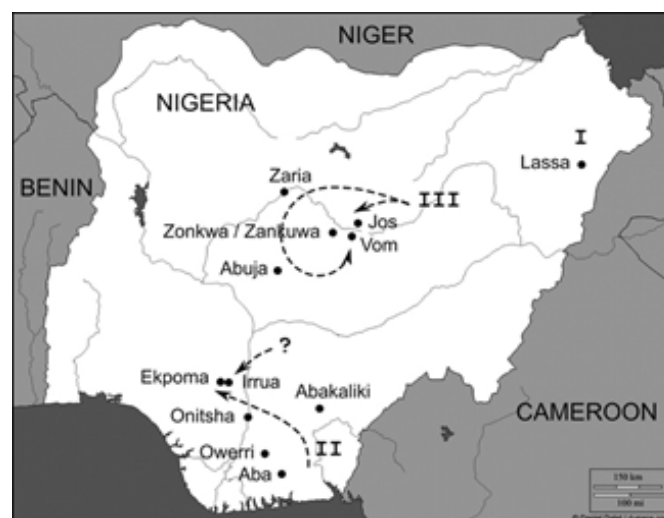 NIGER
NIGERIA
I
Lassa
BENIN
Zaria
III
Jos
Zonkwa / Zankuwa
Vom
Abuja
?
Ekpoma
Irrua
Abakaliki
Onitsha
CAMEROON
II
Owerri
Aba
150 km
100 mi